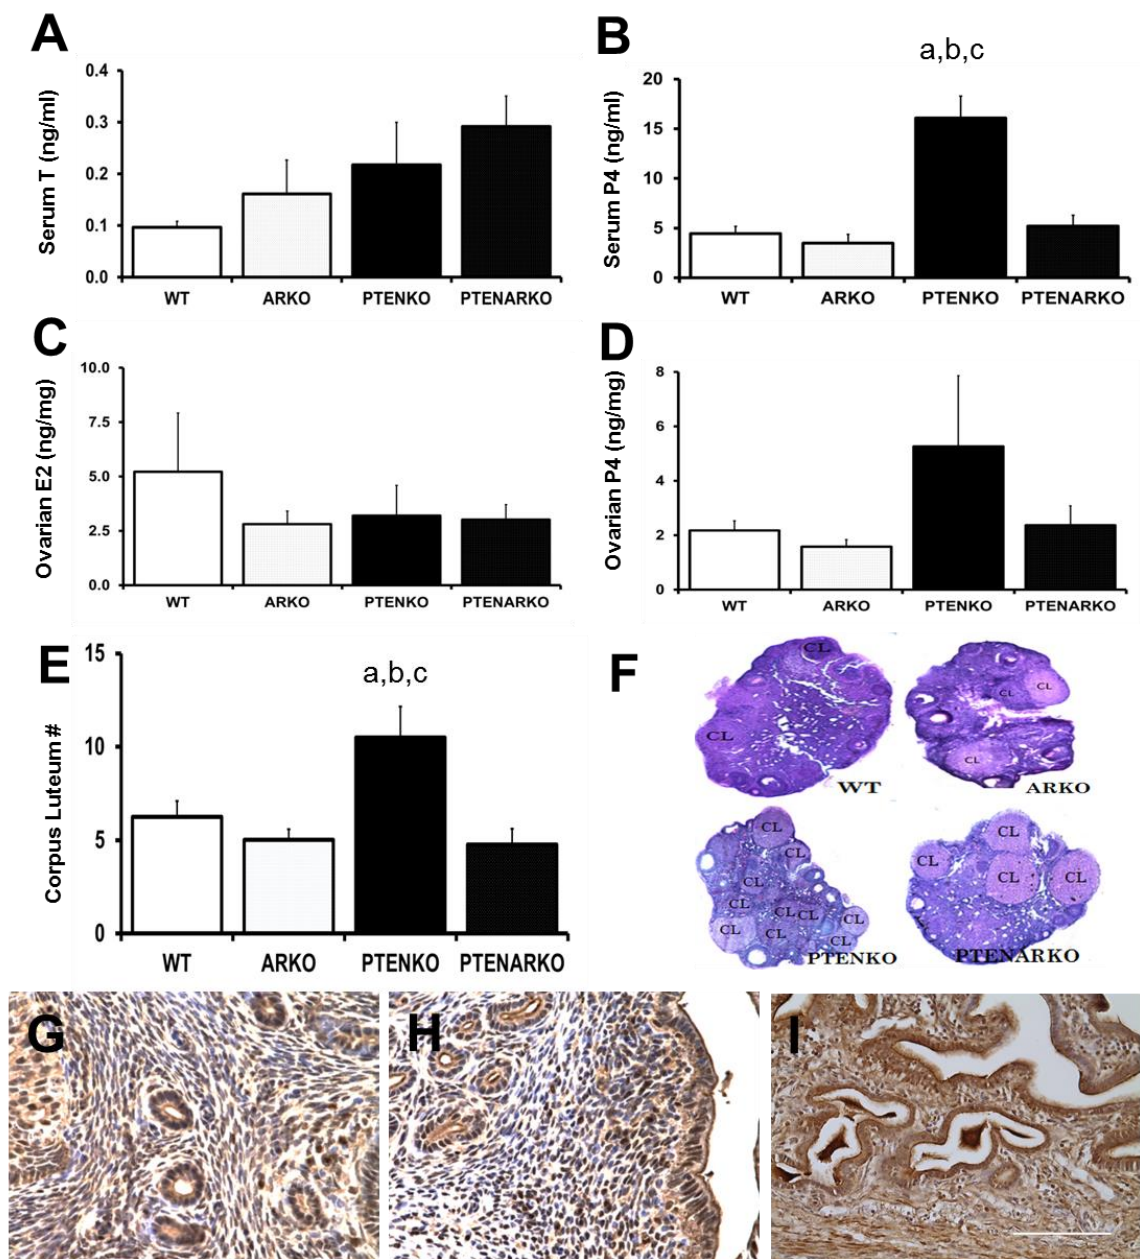 A
Serum T (ng/ml)
0.4
0.3
0.2
0.1
0.0
WT ARKO PTENKO PTENARKO
B
a,b,c
Serum P4 (ng/ml)
20
15
10
5
0
WT ARKO PTENKO PTENARKO
C
Ovarian E2 (ng/mg)
10.0
7.5
5.0
2.5
0.0
WT ARKO PTENKO PTENARKO
D
Ovarian P4 (ng/mg)
8
6
4
2
0
WT ARKO PTENKO PTENARKO
E
a,b,c
Corpus Luteum #
15
10
5
0
WT ARKO PTENKO PTENARKO
F
CL
CL
WT
CL
CL
CL
ARKO
CL
CL
CL
CL
CL
CL
CL
CL
CL
PTENKO
CL
CL
CL
CL
PTENARKO
G
H
I